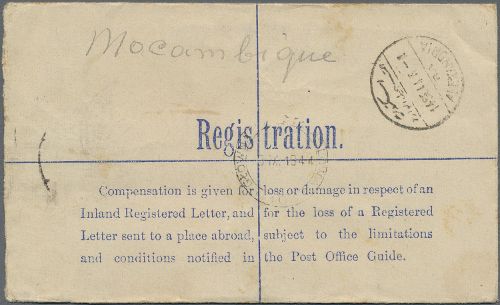 Mocambique
Registration.
Compensation is given for loss or damage in respect of an
Inland Registered Letter, and for the loss of a Registered
Letter sent to a place abroad, subject to the limitations
and conditions notified in the Post Office Guide.